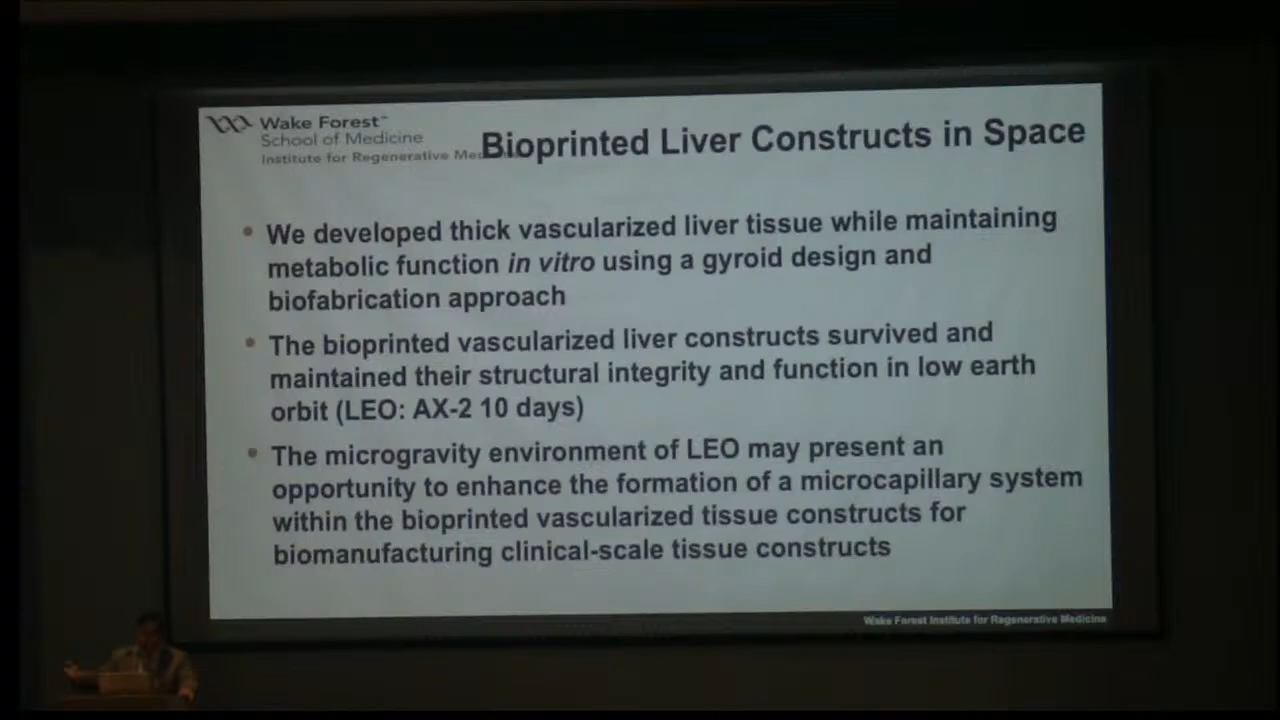 Wake Forest™
School of Medicine
Institute for Regenerative
Bioprinted Liver Constructs in Space
• We developed thick vascularized liver tissue while maintaining
metabolic function in vitro using a gyroid design and
biofabrication approach
• The bioprinted vascularized liver constructs survived and
maintained their structural integrity and function in low earth
orbit (LEO: AX-2 10 days)
• The microgravity environment of LEO may present an
opportunity to enhance the formation of a microcapillary system
within the bioprinted vascularized tissue constructs for
biomanufacturing clinical-scale tissue constructs
Wake Forest Institute for Regenerative Medicine